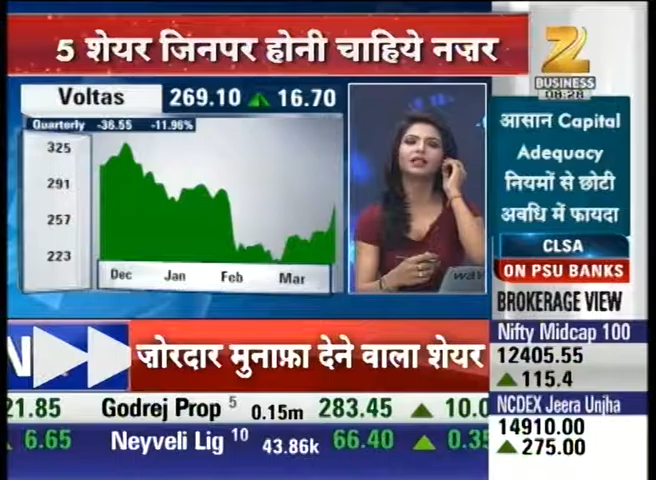 5 शेयर जिनपर होनी चाहिये नज़र
Z
BUSINESS
08:28
Voltas 269.10 16.70
Quarterly -36.55 -11.96%
325
291
257
223
Dec Jan Feb Mar
आसान Capital
Adequacy
नियमों से छोटी
अवधि में फायदा
CLSA
ON PSU BANKS
BROKERAGE VIEW
ज़ोरदार मुनाफ़ा देने वाला शेयर
Nifty Midcap 100
12405.55
115.4
NCDEX Jeera Unjha
14910.00
275.00
21.85 Godrej Prop 5 0.15m 283.45 10.0
6.65 Neyveli Lig 10 43.86k 66.40 0.35